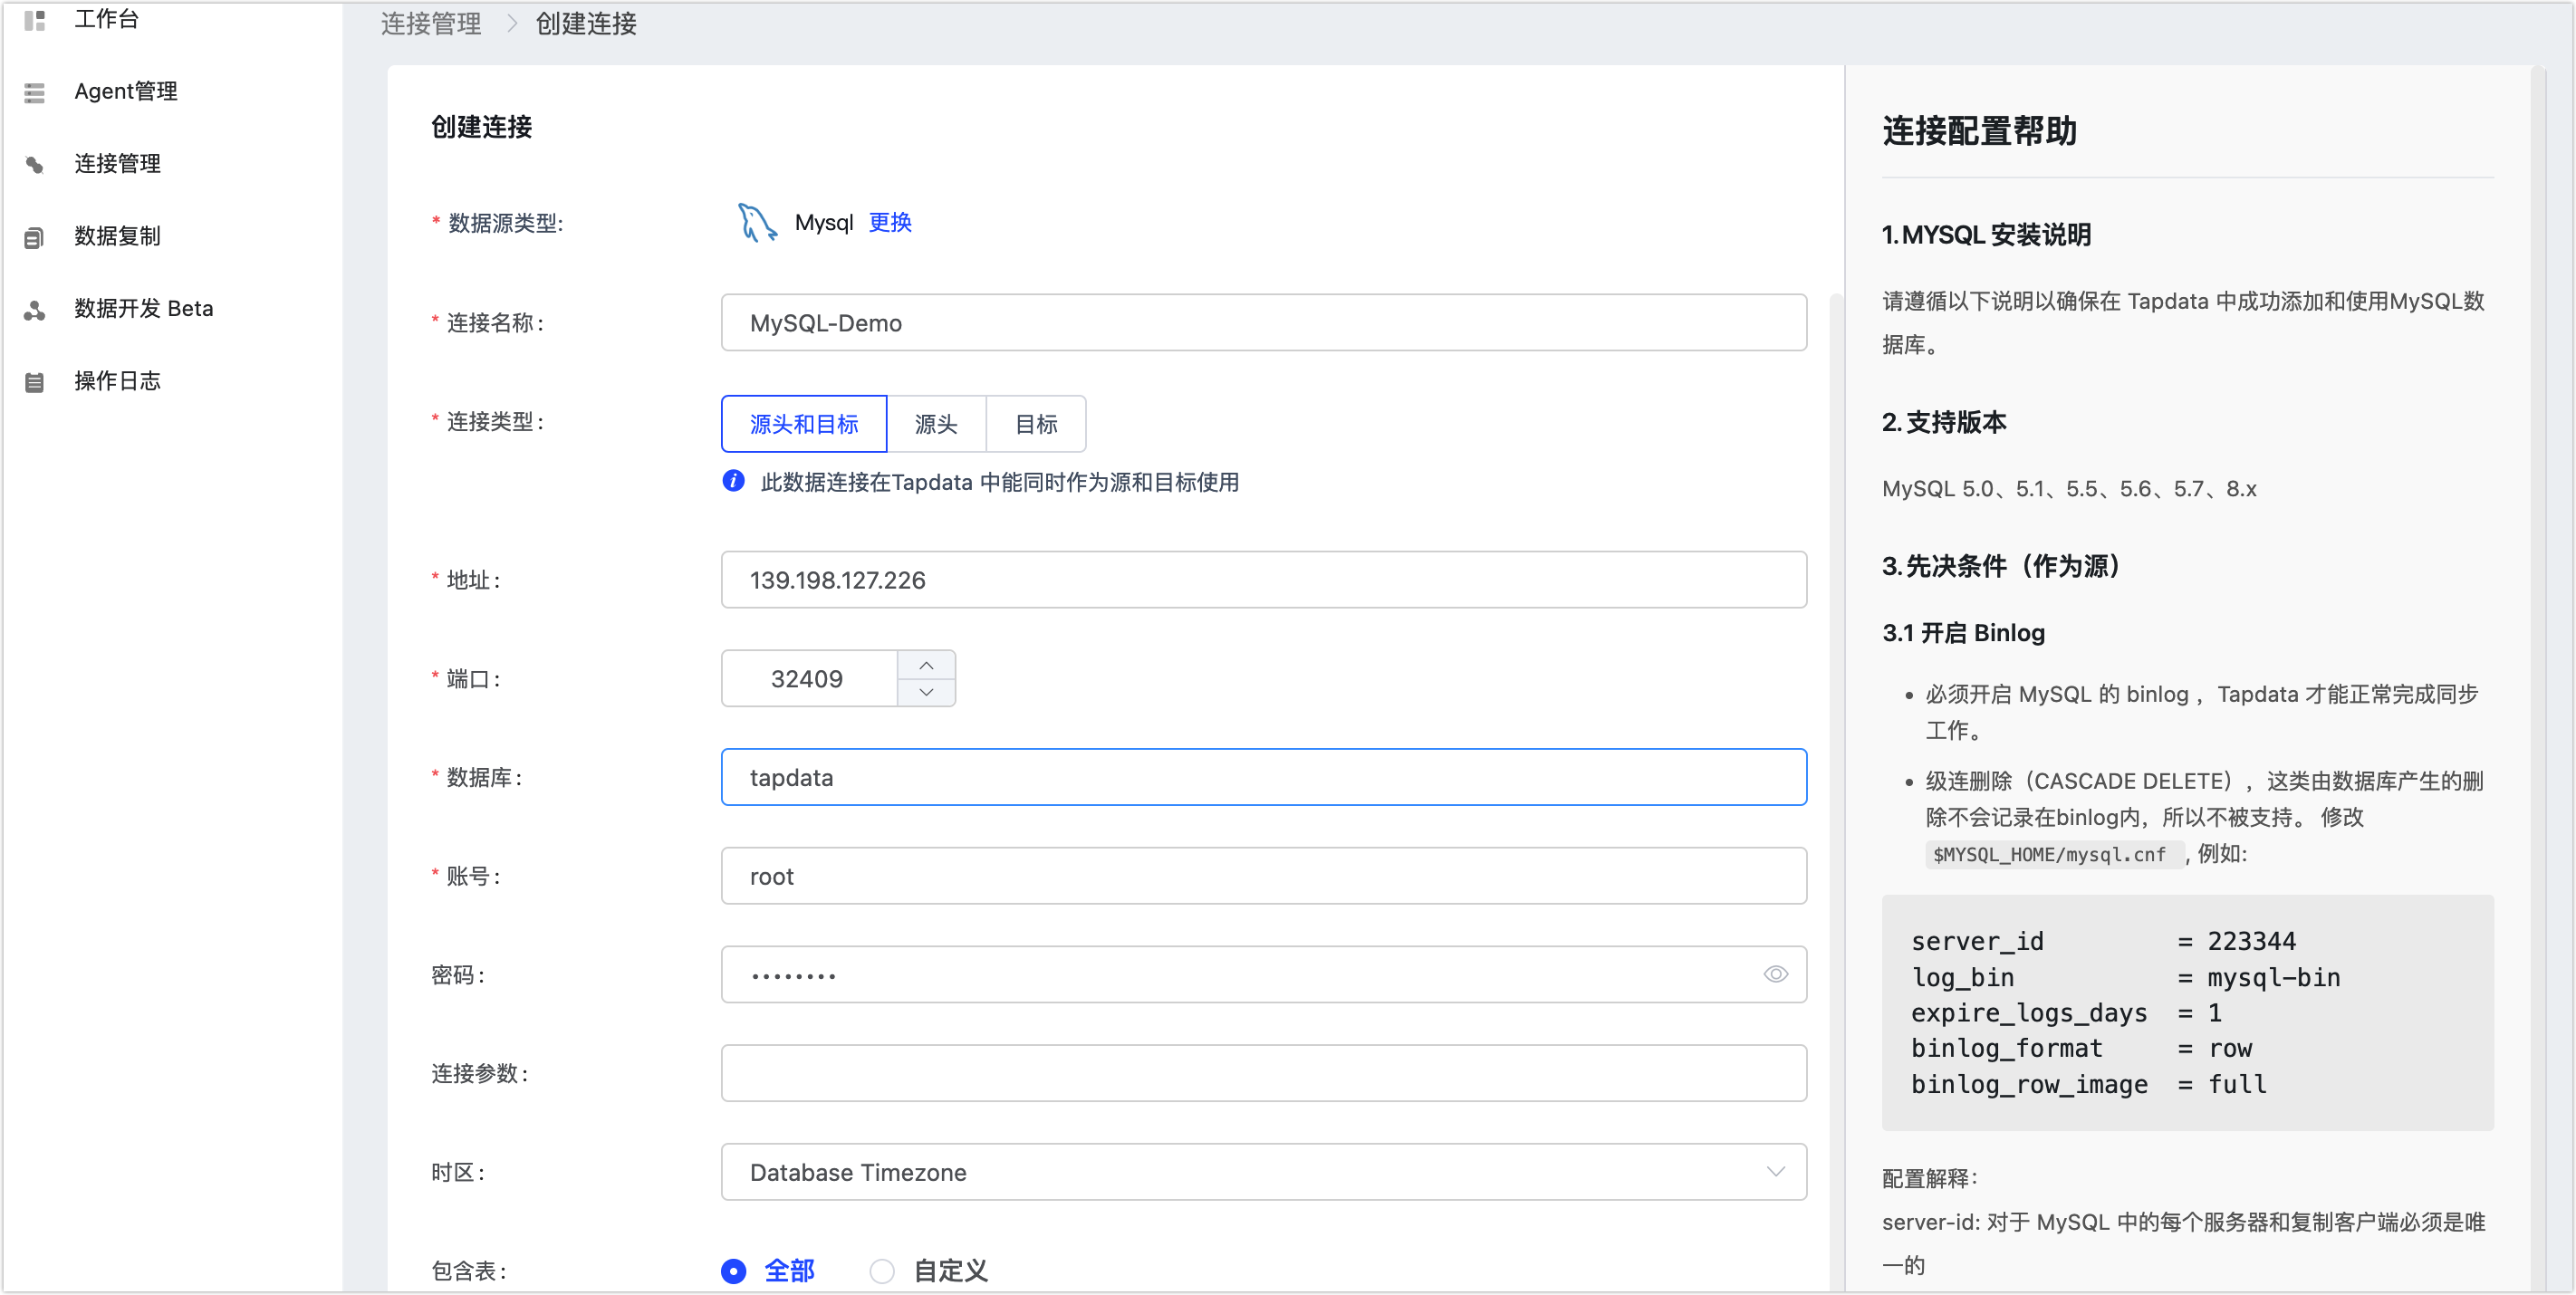 工作台
Agent管理
连接管理
数据复制
数据开发 Beta
操作日志
连接管理 > 创建连接
创建连接
* 数据源类型: Mysql 更换
* 连接名称: MySQL-Demo
* 连接类型: 源头和目标 源头 目标
此数据连接在Tapdata 中能同时作为源和目标使用
* 地址: 139.198.127.226
* 端口: 32409
* 数据库: tapdata
* 账号: root
密码: ••••••••
连接参数:
时区: Database Timezone
包含表: 全部 自定义
连接配置帮助
1.MYSQL 安装说明
请遵循以下说明以确保在 Tapdata 中成功添加和使用MySQL数
据库。
2.支持版本
MySQL 5.0、5.1、5.5、5.6、5.7、8.x
3.先决条件（作为源）
3.1 开启 Binlog
• 必须开启 MySQL 的 binlog ，Tapdata 才能正常完成同步
工作。
• 级连删除（CASCADE DELETE），这类由数据库产生的删
除不会记录在binlog内，所以不被支持。 修改
$MYSQL_HOME/mysql.cnf , 例如:
server_id = 223344
log_bin = mysql-bin
expire_logs_days = 1
binlog_format = row
binlog_row_image = full
配置解释：
server-id: 对于 MySQL 中的每个服务器和复制客户端必须是唯
一的